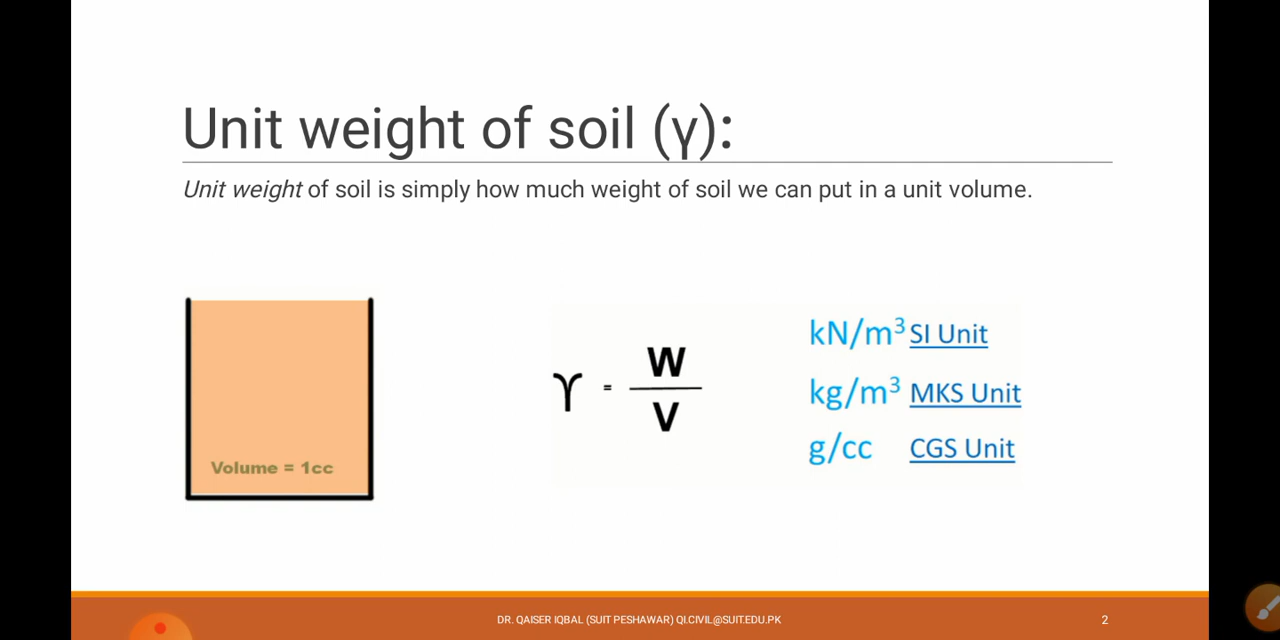 Unit weight of soil (γ):
Unit weight of soil is simply how much weight of soil we can put in a unit volume.
Volume = 1cc
γ = W
V
kN/m³ SI Unit
kg/m³ MKS Unit
g/cc CGS Unit
DR. QAISER IQBAL (SUIT PESHAWAR) QI.CIVIL@SUIT.EDU.PK
2